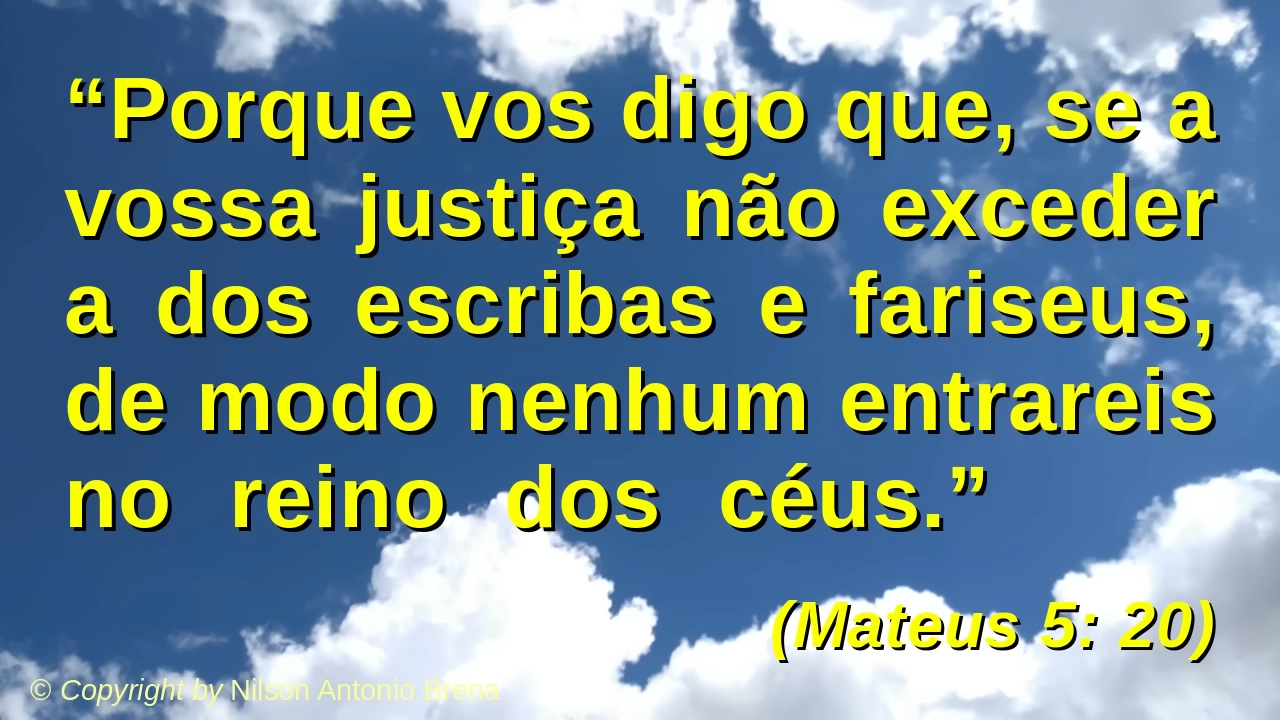 “Porque vos digo que, se a
vossa justiça não exceder
a dos escribas e fariseus,
de modo nenhum entrareis
no reino dos céus.”
(Mateus 5: 20)
© Copyright by Nilson Antonio Brena